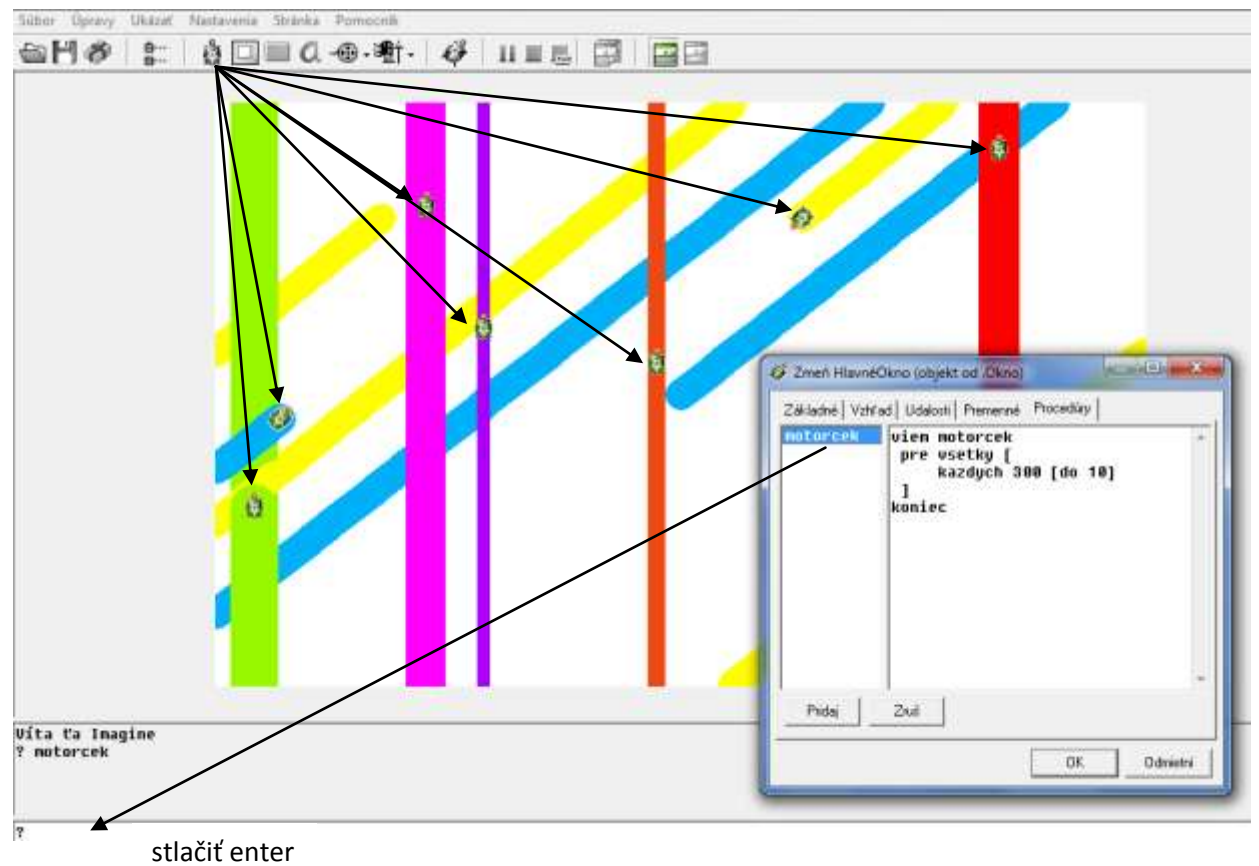 Súbor Úpravy Ukázať Nastavenia Stránka Pomocník
Zmeň HlavnéOkno (objekt od .Okno)
Základné Vzhľad Udalosti Premenné Procedúry
motorcek
viem motorcek
pre vsetky [
kazdych 300 [do 10]
]
koniec
Pridaj Zruš
OK Odmietni
Víta ťa Imagine
? motorcek
?
stlačiť enter